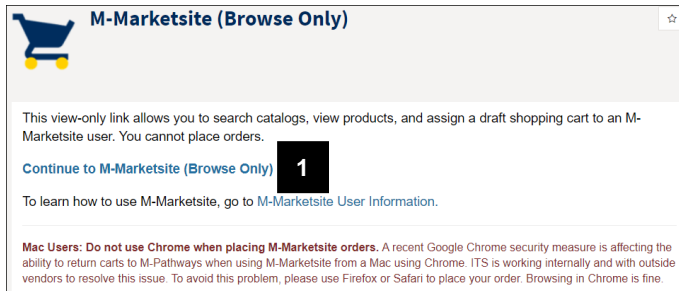 M-Marketsite (Browse Only)
This view-only link allows you to search catalogs, view products, and assign a draft shopping cart to an M-
Marketsite user. You cannot place orders.
Continue to M-Marketsite (Browse Only) 1
To learn how to use M-Marketsite, go to M-Marketsite User Information.
Mac Users: Do not use Chrome when placing M-Marketsite orders. A recent Google Chrome security measure is affecting the
ability to return carts to M-Pathways when using M-Marketsite from a Mac using Chrome. ITS is working internally and with outside
vendors to resolve this issue. To avoid this problem, please use Firefox or Safari to place your order. Browsing in Chrome is fine.